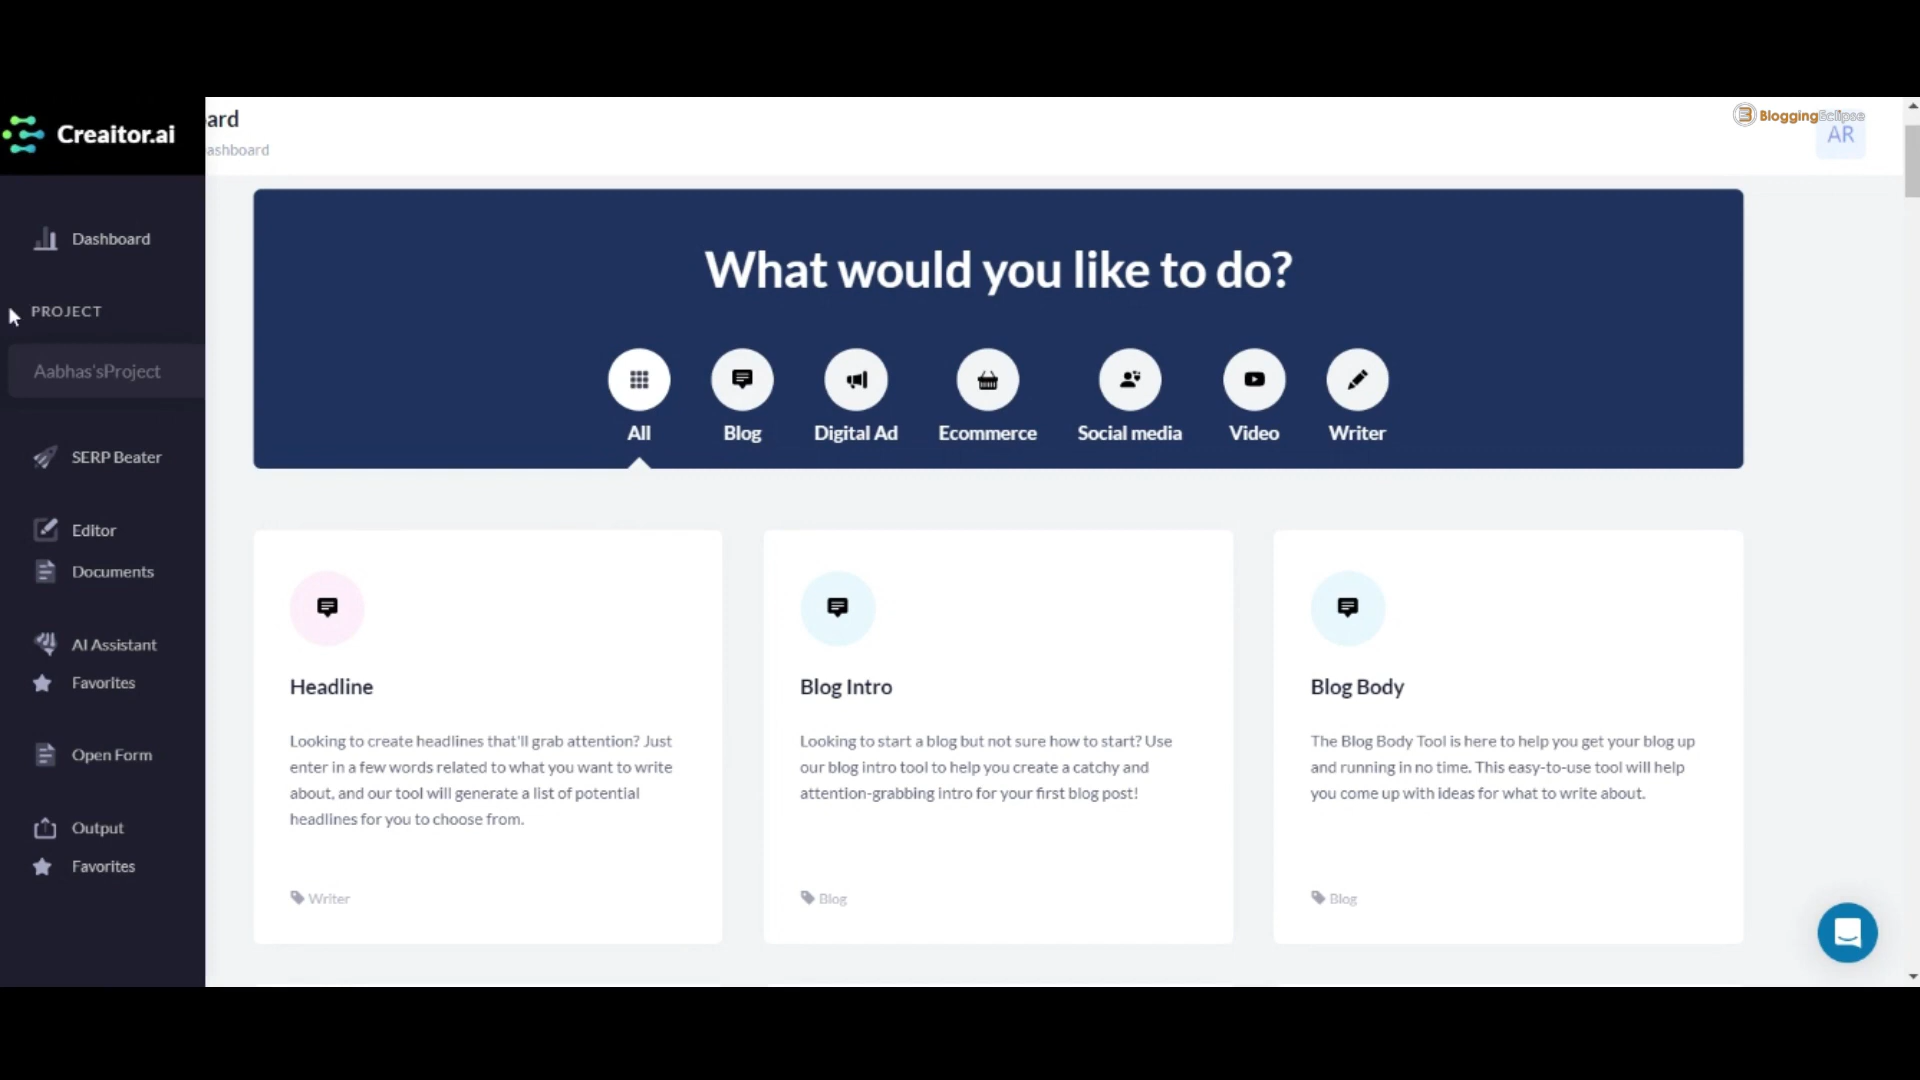 Creaitor.ai
ard
ashboard
BloggingEclipse
AR
Dashboard
PROJECT
Aabhas'sProject
SERP Beater
Editor
Documents
AI Assistant
Favorites
Open Form
Output
Favorites
What would you like to do?
All
Blog
Digital Ad
Ecommerce
Social media
Video
Writer
Headline
Looking to create headlines that'll grab attention? Just
enter in a few words related to what you want to write
about, and our tool will generate a list of potential
headlines for you to choose from.
Writer
Blog Intro
Looking to start a blog but not sure how to start? Use
our blog intro tool to help you create a catchy and
attention-grabbing intro for your first blog post!
Blog
Blog Body
The Blog Body Tool is here to help you get your blog up
and running in no time. This easy-to-use tool will help
you come up with ideas for what to write about.
Blog